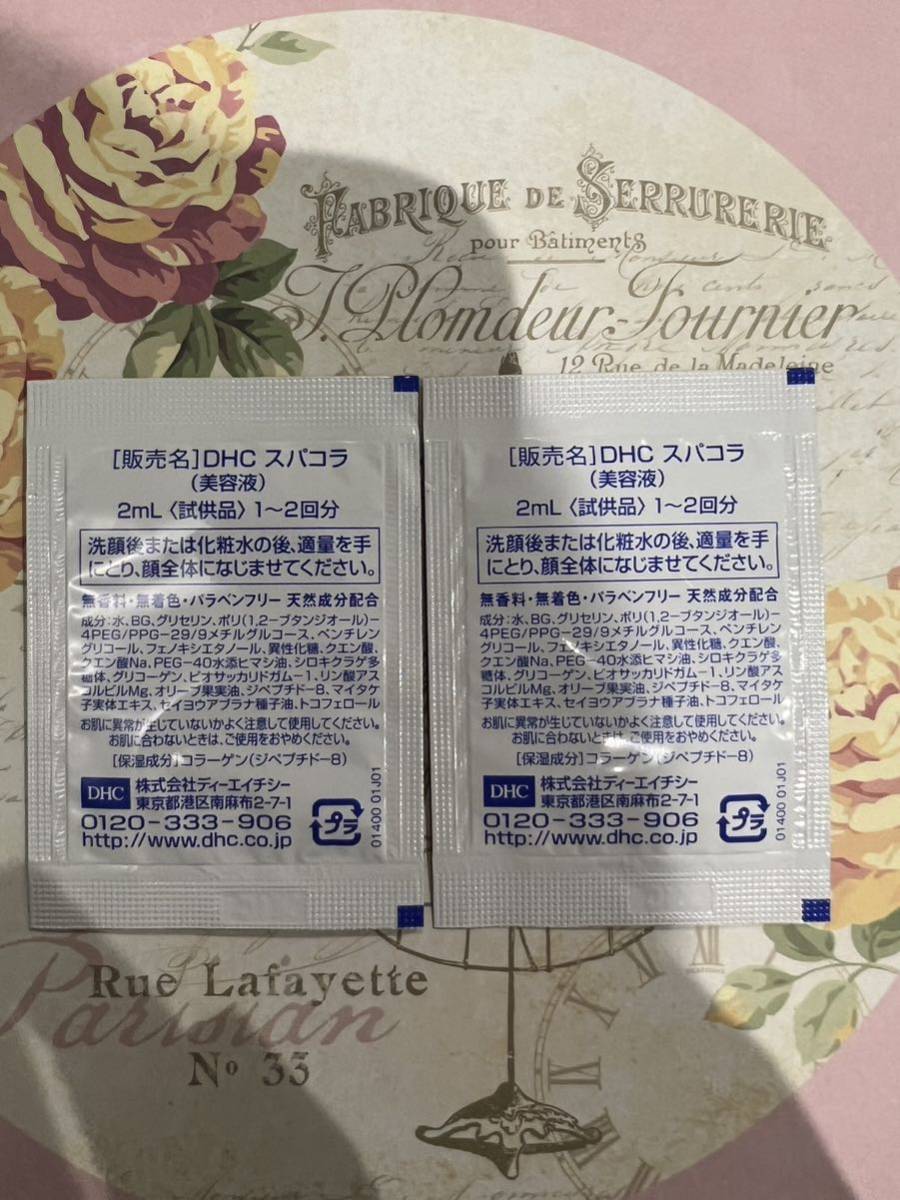 FABRIQUE DE SERRURERIE
pour Bâtiments
J. Plomdeur-Fournier
12 Rue de la Madeleine
[販売名]DHC スパコラ
(美容液)
2mL〈試供品〉1〜2回分
洗顔後または化粧水の後、適量を手
にとり、顔全体になじませてください。
無香料・無着色・パラベンフリー 天然成分配合
成分:水、BG、グリセリン、ポリ(1,2-ブタンジオール)-
4PEG/PPG-29/9メチルグルコース、ペンチレン
グリコール、フェノキシエタノール、異性化糖、クエン酸、
クエン酸Na、PEG-40水添ヒマシ油、シロキクラゲ多
糖体、グリコーゲン、ビオサッカリドガム-1、リン酸アス
コルビルMg、オリーブ果実油、ジペプチド-8、マイタケ
子実体エキス、セイヨウアブラナ種子油、トコフェロール
お肌に異常が生じていないかよく注意して使用してください。
お肌に合わないときは、ご使用をおやめください。
[保湿成分]コラーゲン(ジペプチド-8)
DHC 株式会社ディーエイチシー
東京都港区南麻布2-7-1
0120-333-906
http://www.dhc.co.jp
プラ
01400 01J01
[販売名]DHC スパコラ
(美容液)
2mL〈試供品〉1〜2回分
洗顔後または化粧水の後、適量を手
にとり、顔全体になじませてください。
無香料・無着色・パラベンフリー 天然成分配合
成分:水、BG、グリセリン、ポリ(1,2-ブタンジオール)-
4PEG/PPG-29/9メチルグルコース、ペンチレン
グリコール、フェノキシエタノール、異性化糖、クエン酸、
クエン酸Na、PEG-40水添ヒマシ油、シロキクラゲ多
糖体、グリコーゲン、ビオサッカリドガム-1、リン酸アス
コルビルMg、オリーブ果実油、ジペプチド-8、マイタケ
子実体エキス、セイヨウアブラナ種子油、トコフェロール
お肌に異常が生じていないかよく注意して使用してください。
お肌に合わないときは、ご使用をおやめください。
[保湿成分]コラーゲン(ジペプチド-8)
DHC 株式会社ディーエイチシー
東京都港区南麻布2-7-1
0120-333-906
http://www.dhc.co.jp
プラ
01400 01J01
Rue Lafayette
Parisian
No 33